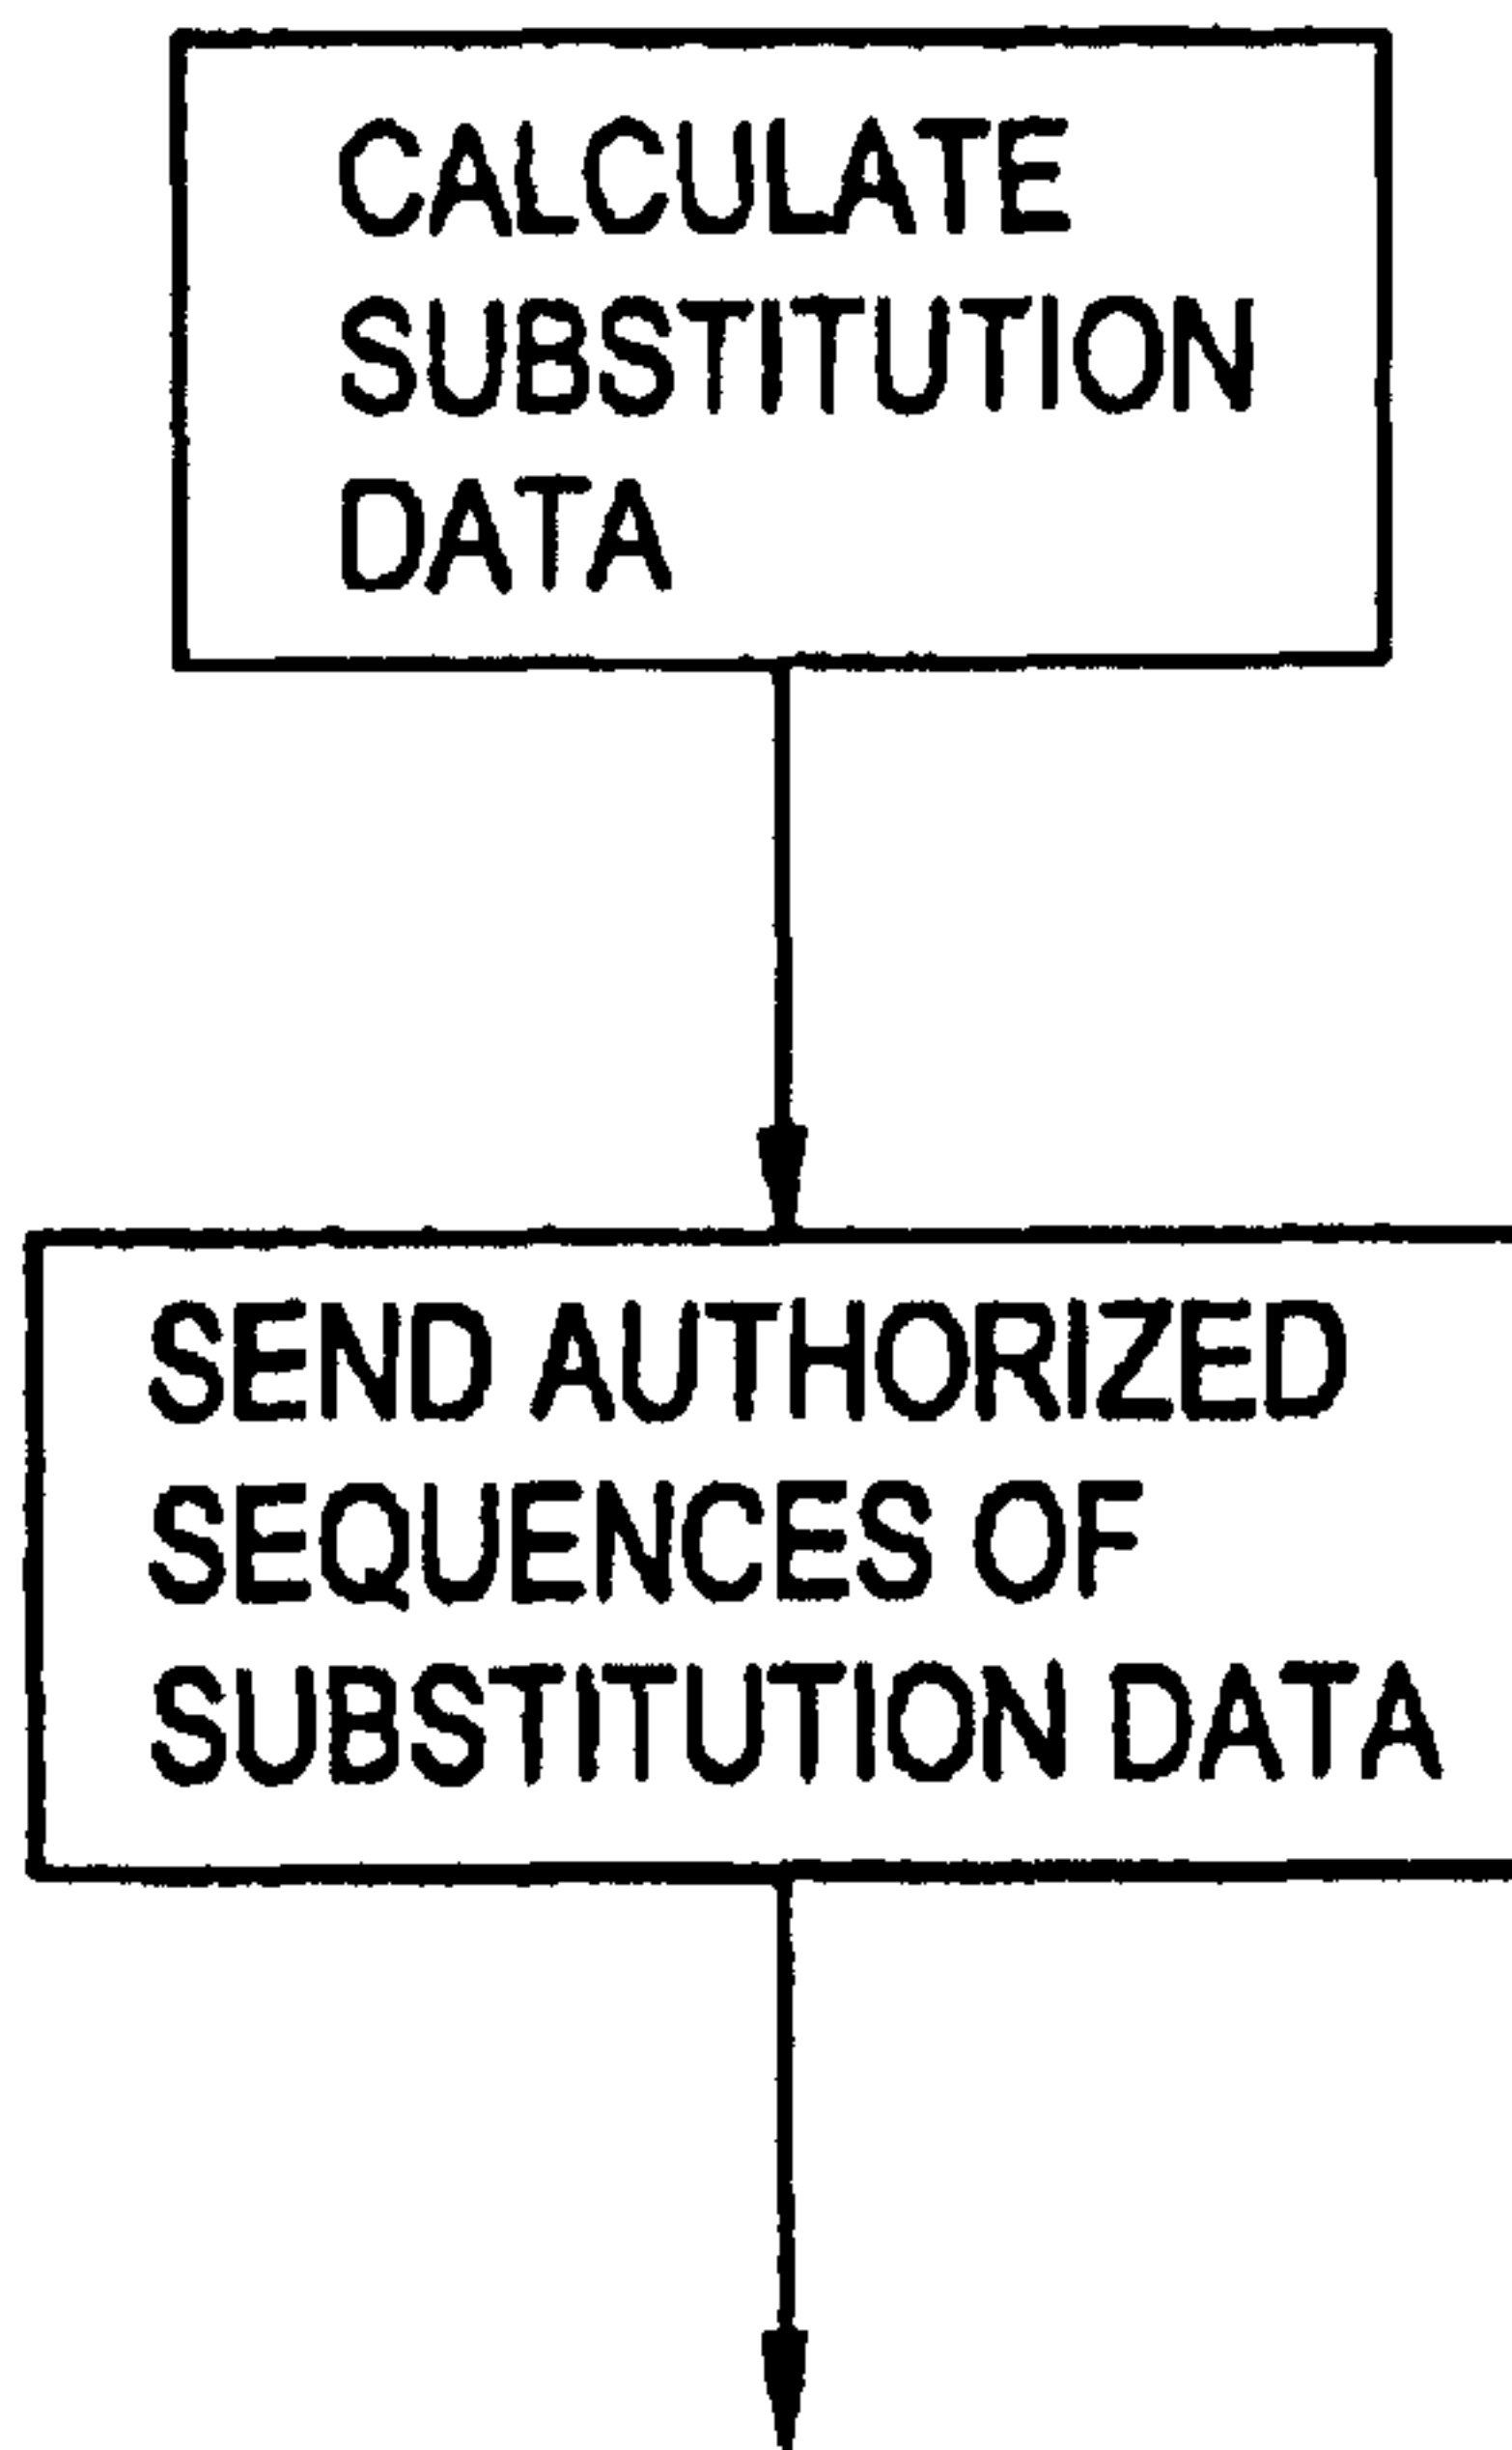 CALCULATE
SUBSTITUTION
DATA
SEND AUTHORIZED
SEQUENCES OF
SUBSTITUTION DATA